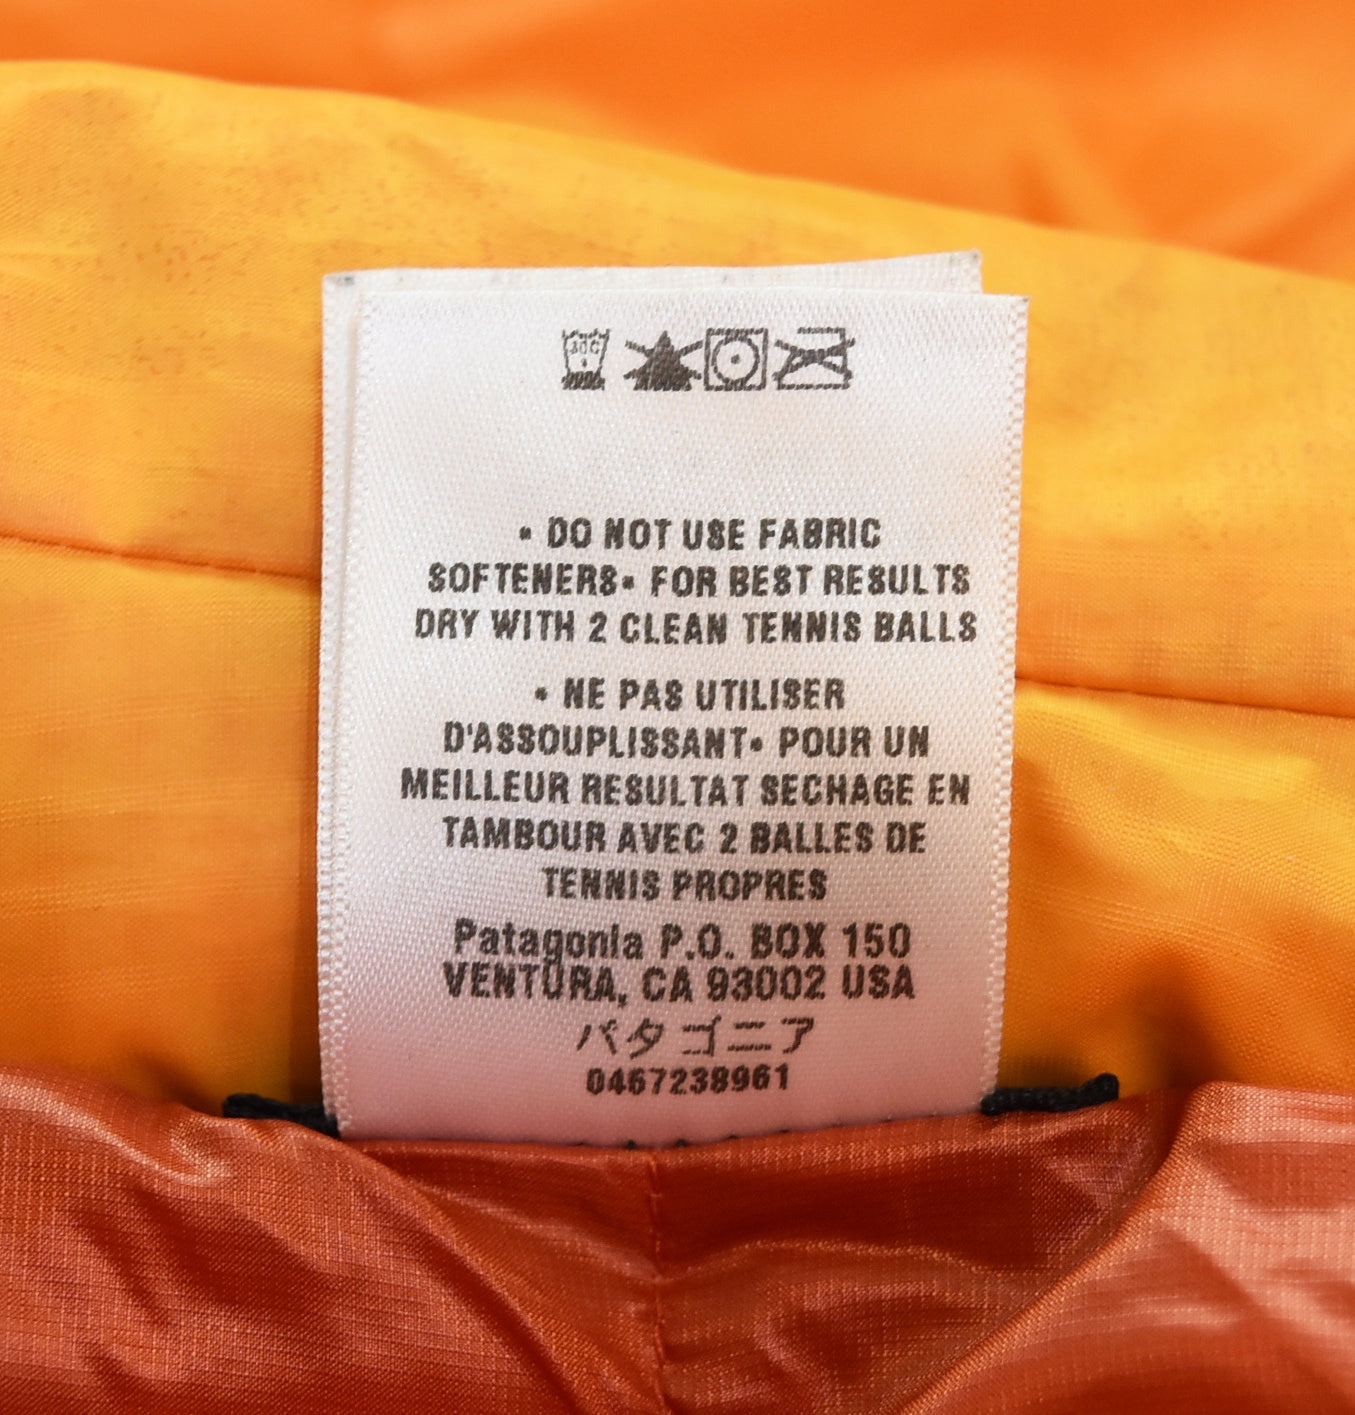 30C
• DO NOT USE FABRIC
SOFTENERS• FOR BEST RESULTS
DRY WITH 2 CLEAN TENNIS BALLS
• NE PAS UTILISER
D'ASSOUPLISSANT• POUR UN
MEILLEUR RESULTAT SECHAGE EN
TAMBOUR AVEC 2 BALLES DE
TENNIS PROPRES
Patagonia P.O. BOX 150
VENTURA, CA 93002 USA
パタゴニア
0467238961